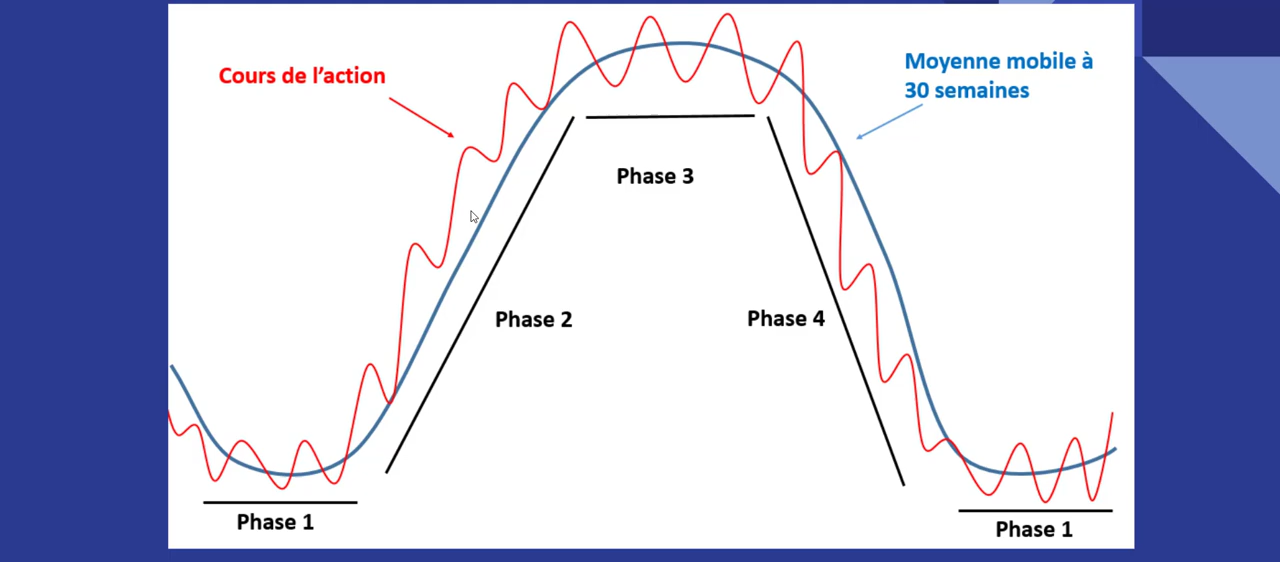 Cours de l’action
Moyenne mobile à
30 semaines
Phase 3
Phase 2
Phase 4
Phase 1
Phase 1